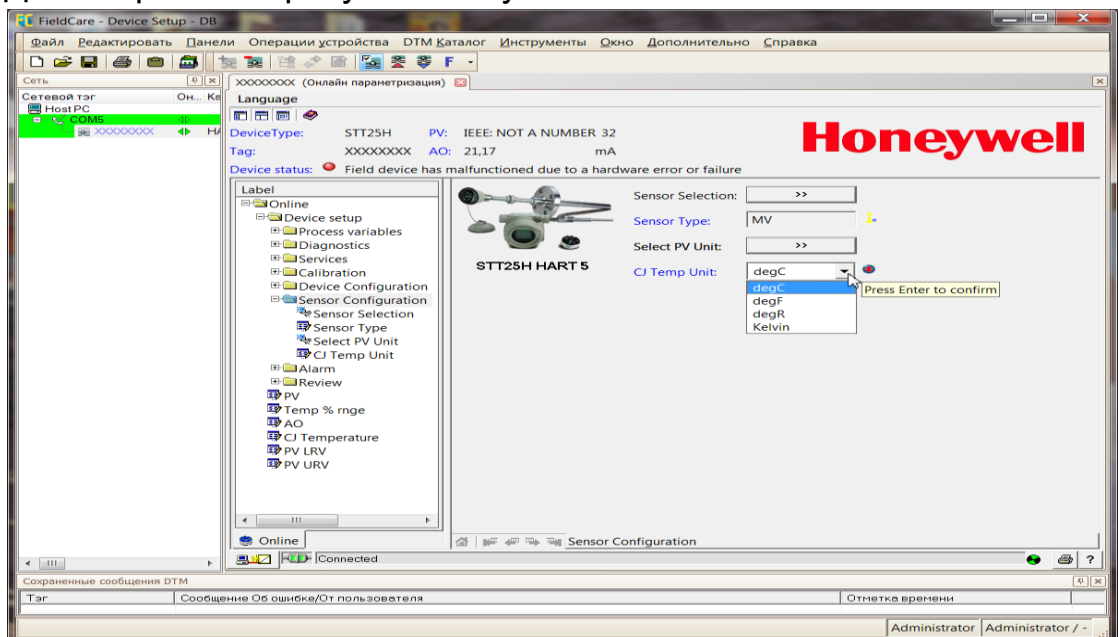 FieldCare - Device Setup - DB
Файл Редактировать Панели Операции устройства DTM Каталог Инструменты Окно Дополнительно Справка
F
Сеть
XXXXXXXX (Онлайн параметризация)
Сетевой тэг Он... Ке
Language
Host PC
COM5
XXXXXXXX
DeviceType: STT25H PV: IEEE: NOT A NUMBER 32
Honeywell
Tag: XXXXXXXX AO: 21,17 mA
Device status: Field device has malfunctioned due to a hardware error or failure
Label
Online
Device setup
Process variables
Diagnostics
Services
Calibration
Device Configuration
Sensor Configuration
Sensor Selection
Sensor Type
Select PV Unit
CJ Temp Unit
Alarm
Review
PV
Temp % rnge
AO
CJ Temperature
PV LRV
PV URV
STT25H HART 5
Sensor Selection: >>
Sensor Type: MV
Select PV Unit: >>
CJ Temp Unit: degC
degC
degF
degR
Kelvin
Press Enter to confirm
Online
Sensor Configuration
Connected
?
Сохраненные сообщения DTM
Тэг Сообщение Об ошибке/От пользователя Отметка времени
Administrator Administrator / -